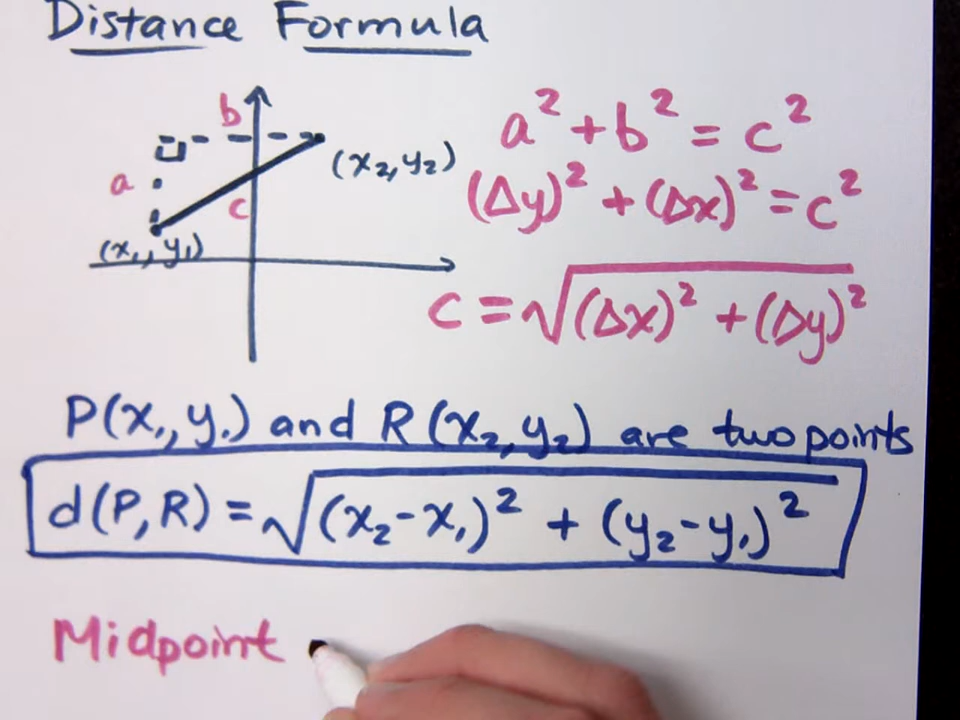 Distance Formula
b
a² + b² = c²
(x₂, y₂)
a
(Δy)² + (Δx)² = c²
c
(x₁, y₁)
c = √((Δx)² + (Δy)²)
P(x₁, y₁) and R(x₂, y₂) are two points
d(P, R) = √((x₂-x₁)² + (y₂-y₁)²)
Midpoint